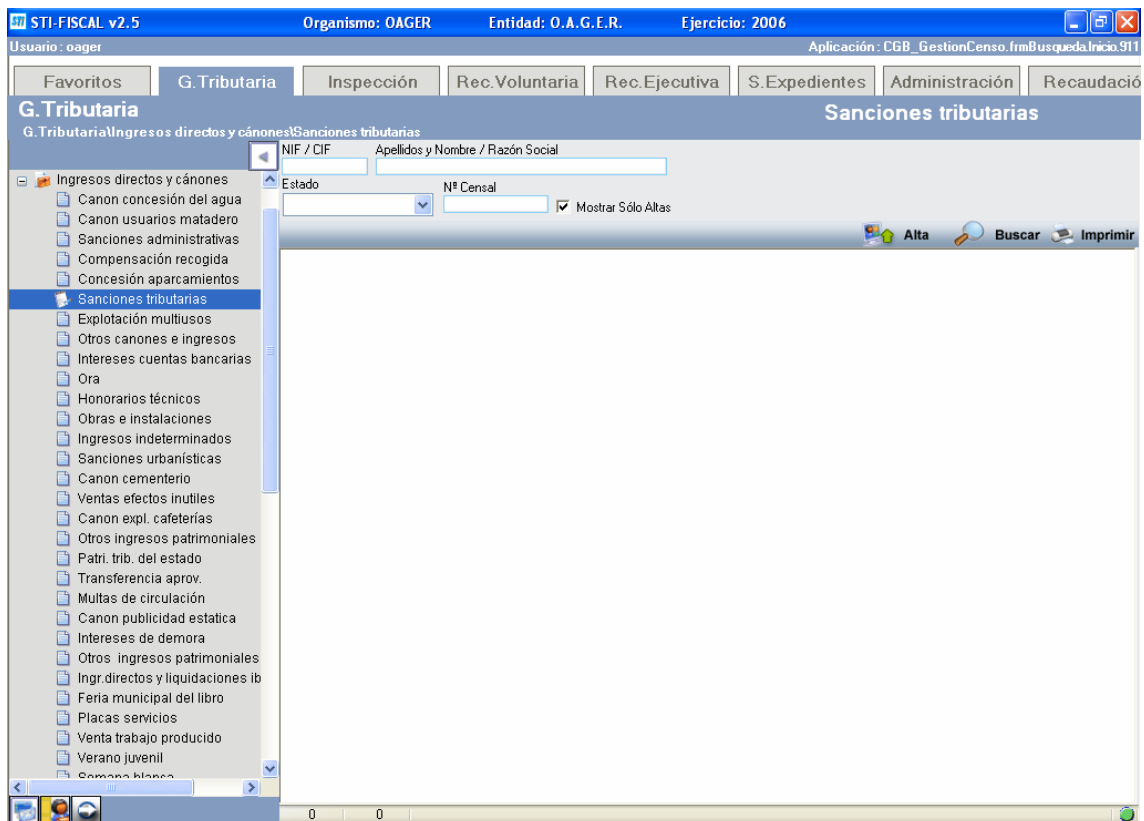 STI STI-FISCAL v2.5 Organismo: OAGER Entidad: O.A.G.E.R. Ejercicio: 2006
Usuario : oager Aplicación : CGB_GestionCenso.frmBusqueda.Inicio.911
Favoritos G.Tributaria Inspección Rec.Voluntaria Rec.Ejecutiva S.Expedientes Administración Recaudació
G.Tributaria Sanciones tributarias
G.Tributaria\Ingresos directos y cánones\Sanciones tributarias
NIF / CIF Apellidos y Nombre / Razón Social
Estado Nº Censal
Mostrar Sólo Altas
Alta Buscar Imprimir
Ingresos directos y cánones
Canon concesión del agua
Canon usuarios matadero
Sanciones administrativas
Compensación recogida
Concesión aparcamientos
Sanciones tributarias
Explotación multiusos
Otros canones e ingresos
Intereses cuentas bancarias
Ora
Honorarios técnicos
Obras e instalaciones
Ingresos indeterminados
Sanciones urbanísticas
Canon cementerio
Ventas efectos inutiles
Canon expl. cafeterías
Otros ingresos patrimoniales
Patri. trib. del estado
Transferencia aprov.
Multas de circulación
Canon publicidad estatica
Intereses de demora
Otros ingresos patrimoniales
Ingr.directos y liquidaciones ib
Feria municipal del libro
Placas servicios
Venta trabajo producido
Verano juvenil
Semana blanca
0 0